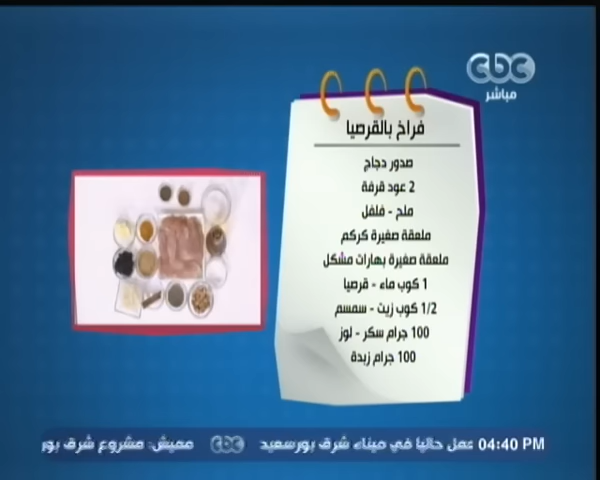 cbc
مباشر
فراخ بالقرصيا
صدور دجاج
2 عود قرفة
ملح - فلفل
ملعقة صغيرة كركم
ملعقة صغيرة بهارات مشكل
1 كوب ماء - قرصيا
1/2 كوب زيت - سمسم
100 جرام سكر - لوز
100 جرام زبدة
04:40 PM عمل حاليا في ميناء شرق بورسعيد cbc مميش: مشروع شرق بور